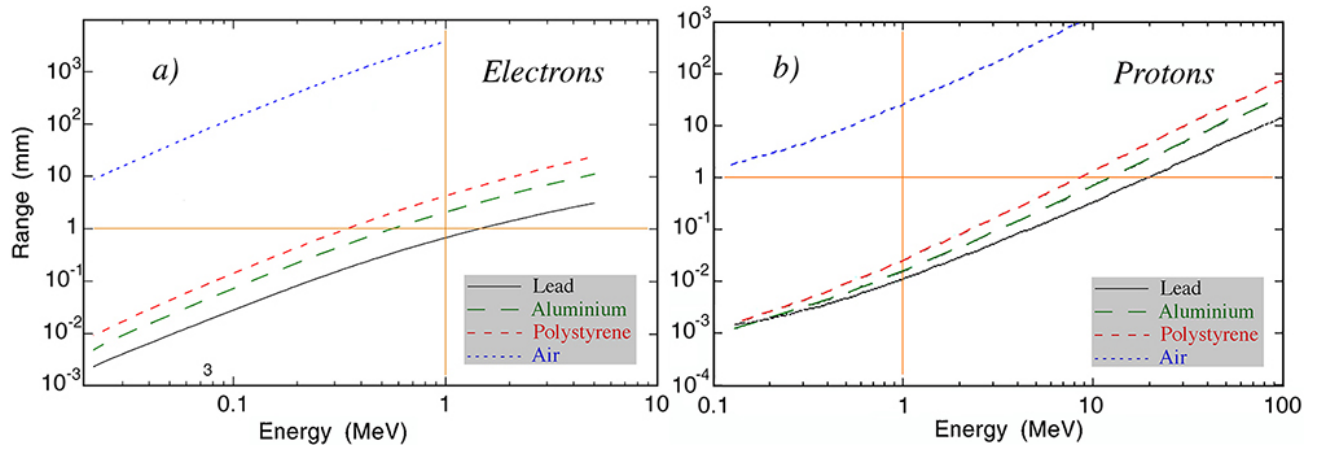 a)
Electrons
Range (mm)
10³
10²
10
1
10⁻¹
10⁻²
10⁻³
Lead
Aluminium
Polystyrene
Air
3
0.1
1
10
Energy (MeV)
b)
Protons
10³
10²
10
1
10⁻¹
10⁻²
10⁻³
10⁻⁴
Lead
Aluminium
Polystyrene
Air
0.1
1
10
100
Energy (MeV)